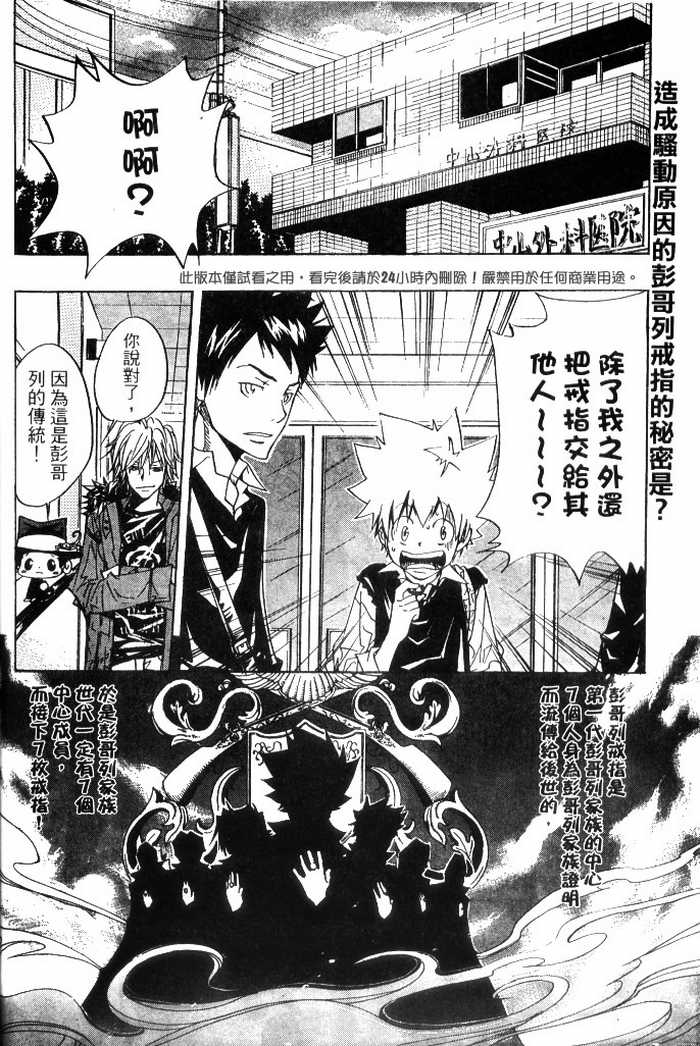 造成騷動原因的彭哥列戒指的秘密是？
啊
啊？
中山外科医院
中山外科医院
此版本僅試看之用，看完後請於24小時內刪除！嚴禁用於任何商業用途。
除了我之外還
把戒指交給其
他人～～～？
你說對了，
因為這是彭哥
列的傳統！
彭哥列戒指是
第一代彭哥列家族的中心
7個人身為彭哥列家族證明
而流傳給後世的，
於是彭哥列家族
世代一定有7個
中心成員，
而接下7枚戒指！